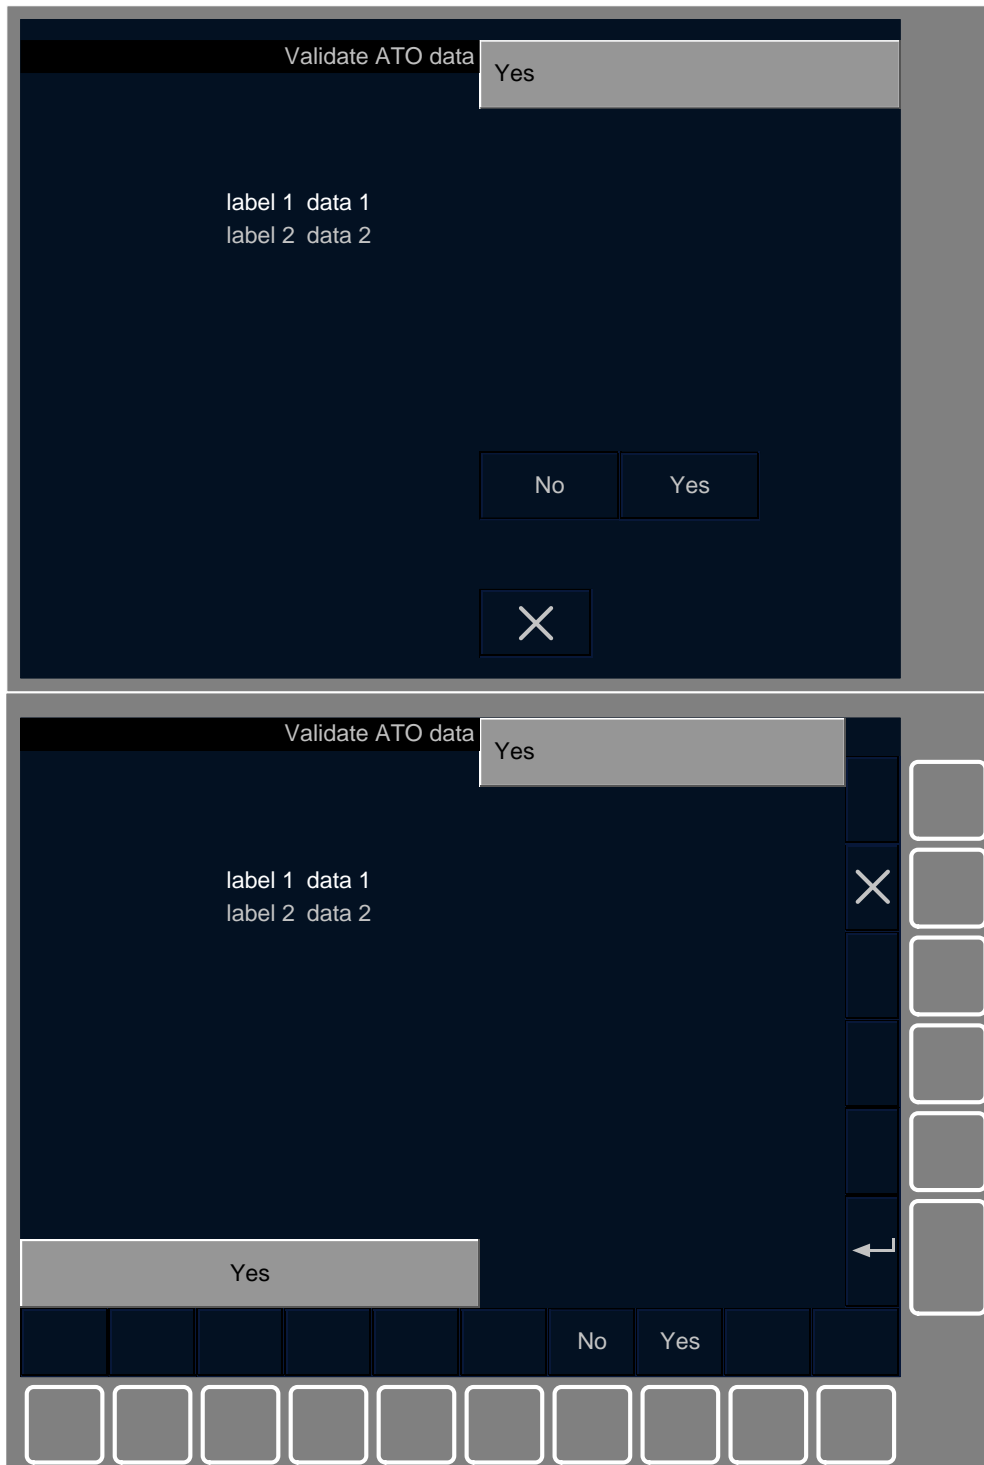 Validate ATO data
Yes
label 1 data 1
label 2 data 2
No Yes
Validate ATO data
Yes
label 1 data 1
label 2 data 2
Yes
No Yes